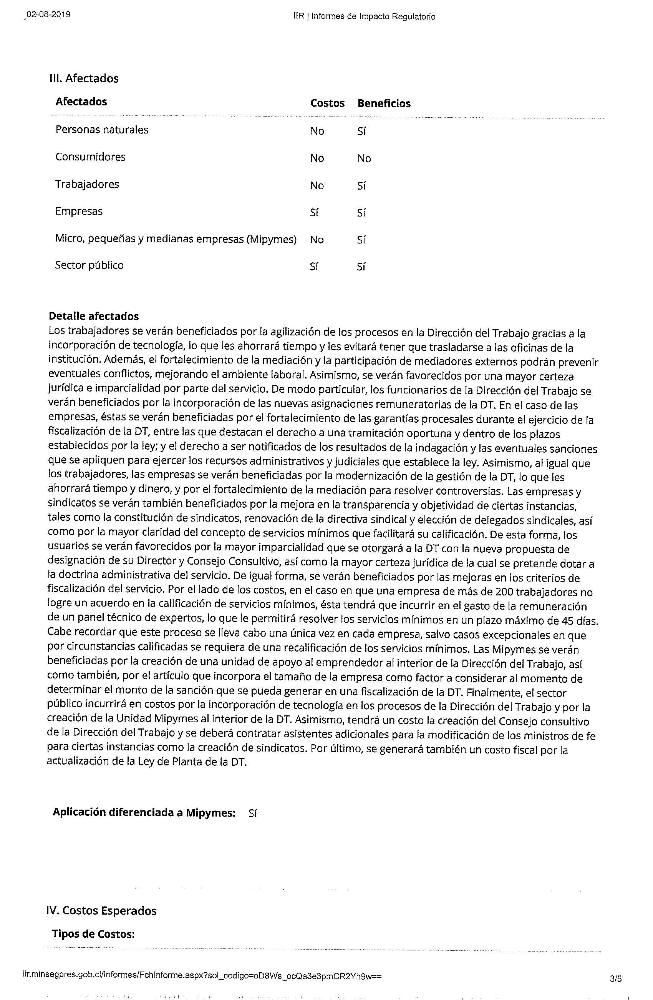 02-08-2019
IIR | Informes de Impacto Regulatorio
III. Afectados
Afectados Costos Beneficios
Personas naturales No Sí
Consumidores No No
Trabajadores No Sí
Empresas Sí Sí
Micro, pequeñas y medianas empresas (Mipymes) No Sí
Sector público Sí Sí
Detalle afectados
Los trabajadores se verán beneficiados por la agilización de los procesos en la Dirección del Trabajo gracias a la
incorporación de tecnología, lo que les ahorrará tiempo y les evitará tener que trasladarse a las oficinas de la
institución. Además, el fortalecimiento de la mediación y la participación de mediadores externos podrán prevenir
eventuales conflictos, mejorando el ambiente laboral. Asimismo, se verán favorecidos por una mayor certeza
jurídica e imparcialidad por parte del servicio. De modo particular, los funcionarios de la Dirección del Trabajo se
verán beneficiados por la incorporación de las nuevas asignaciones remuneratorias de la DT. En el caso de las
empresas, éstas se verán beneficiadas por el fortalecimiento de las garantías procesales durante el ejercicio de la
fiscalización de la DT, entre las que destacan el derecho a una tramitación oportuna y dentro de los plazos
establecidos por la ley; y el derecho a ser notificados de los resultados de la indagación y las eventuales sanciones
que se apliquen para ejercer los recursos administrativos y judiciales que establece la ley. Asimismo, al igual que
los trabajadores, las empresas se verán beneficiadas por la modernización de la gestión de la DT, lo que les
ahorrará tiempo y dinero, y por el fortalecimiento de la mediación para resolver controversias. Las empresas y
sindicatos se verán también beneficiados por la mejora en la transparencia y objetividad de ciertas instancias,
tales como la constitución de sindicatos, renovación de la directiva sindical y elección de delegados sindicales, así
como por la mayor claridad del concepto de servicios mínimos que facilitará su calificación. De esta forma, los
usuarios se verán favorecidos por la mayor imparcialidad que se otorgará a la DT con la nueva propuesta de
designación de su Director y Consejo Consultivo, así como la mayor certeza jurídica de la cual se pretende dotar a
la doctrina administrativa del servicio. De igual forma, se verán beneficiados por las mejoras en los criterios de
fiscalización del servicio. Por el lado de los costos, en el caso en que una empresa de más de 200 trabajadores no
logre un acuerdo en la calificación de servicios mínimos, ésta tendrá que incurrir en el gasto de la remuneración
de un panel técnico de expertos, lo que le permitirá resolver los servicios mínimos en un plazo máximo de 45 días.
Cabe recordar que este proceso se lleva cabo una única vez en cada empresa, salvo casos excepcionales en que
por circunstancias calificadas se requiera de una recalificación de los servicios mínimos. Las Mipymes se verán
beneficiadas por la creación de una unidad de apoyo al emprendedor al interior de la Dirección del Trabajo, así
como también, por el artículo que incorpora el tamaño de la empresa como factor a considerar al momento de
determinar el monto de la sanción que se pueda generar en una fiscalización de la DT. Finalmente, el sector
público incurrirá en costos por la incorporación de tecnología en los procesos de la Dirección del Trabajo y por la
creación de la Unidad Mipymes al interior de la DT. Asimismo, tendrá un costo la creación del Consejo consultivo
de la Dirección del Trabajo y se deberá contratar asistentes adicionales para la modificación de los ministros de fe
para ciertas instancias como la creación de sindicatos. Por último, se generará también un costo fiscal por la
actualización de la Ley de Planta de la DT.
Aplicación diferenciada a Mipymes: Sí
IV. Costos Esperados
Tipos de Costos:
iir.minsegpres.gob.cl/Informes/FchInforme.aspx?sol_codigo=oD8Ws_ocQa3e3pmCR2Yh9w==
3/5